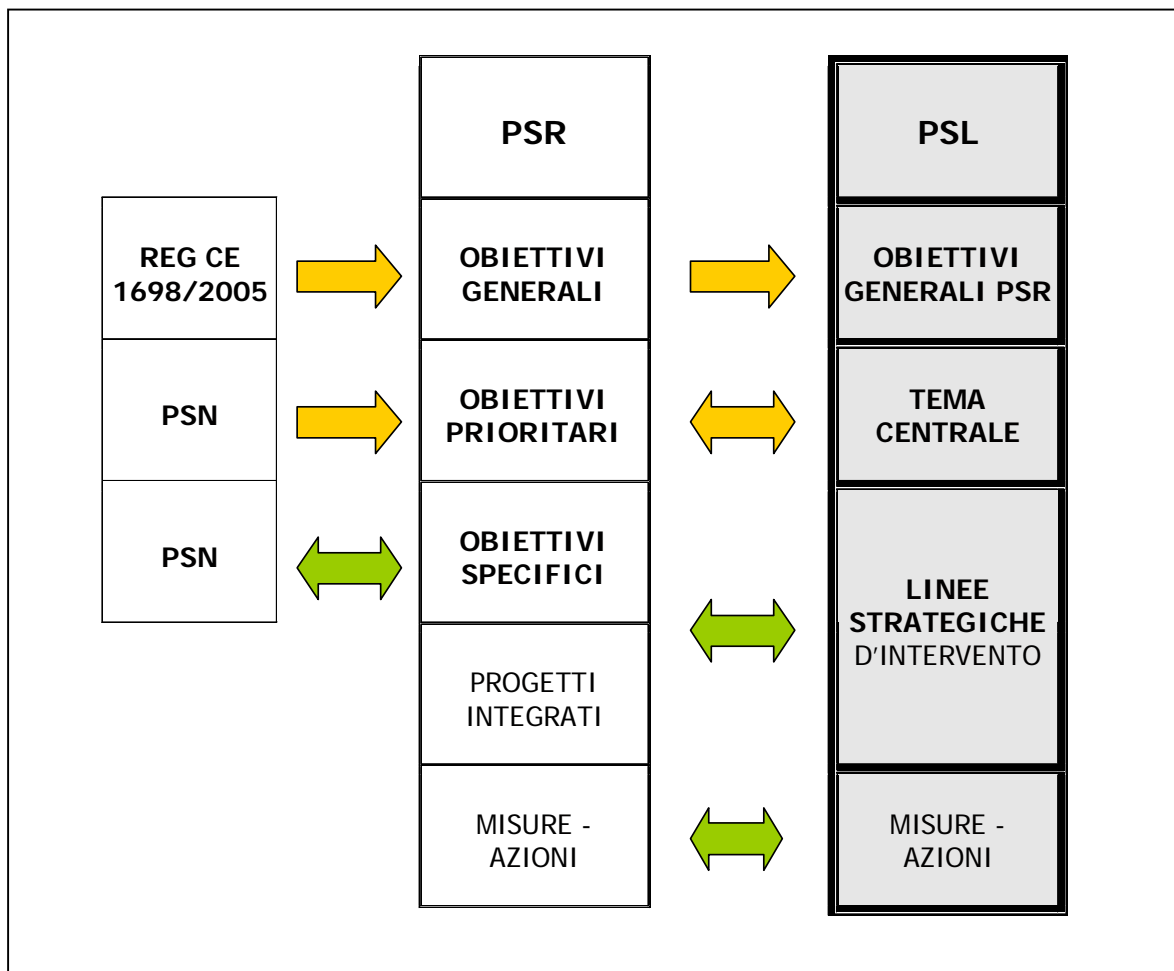 PSR
PSL
REG CE
1698/2005
OBIETTIVI
GENERALI
OBIETTIVI
GENERALI PSR
PSN
OBIETTIVI
PRIORITARI
TEMA
CENTRALE
PSN
OBIETTIVI
SPECIFICI
LINEE
STRATEGICHE
D'INTERVENTO
PROGETTI
INTEGRATI
MISURE -
AZIONI
MISURE -
AZIONI